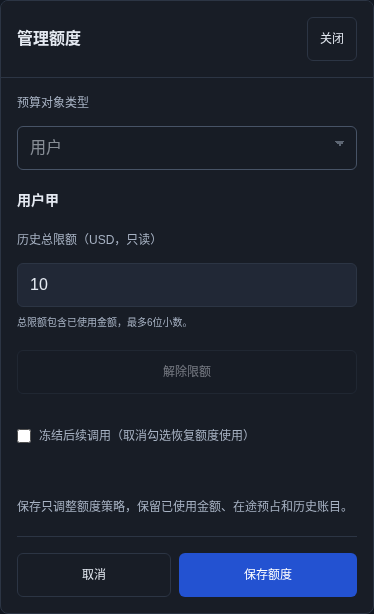 管理额度
关闭
预算对象类型
用户
用户甲
历史总限额（USD，只读）
10
总限额包含已使用金额，最多6位小数。
解除限额
冻结后续调用（取消勾选恢复额度使用）
保存只调整额度策略，保留已使用金额、在途预占和历史账目。
取消
保存额度